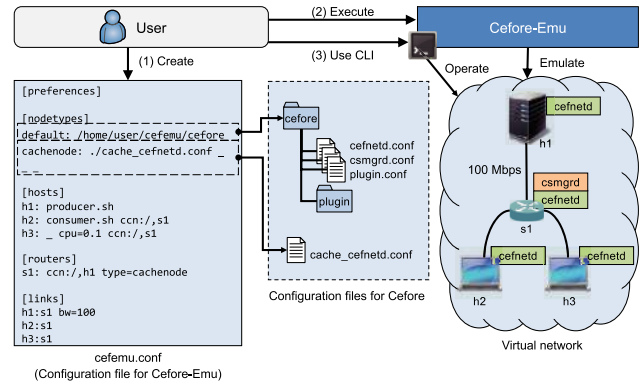 User
(2) Execute
Cefore-Emu
(3) Use CLI
(1) Create
Operate
Emulate
[preferences]
[nodetypes]
default: /home/user/cefemu/cefore
cachenode: ./cache_cefnetd.conf _
_ _
[hosts]
h1: producer.sh
h2: consumer.sh ccn:/,s1
h3: _ cpu=0.1 ccn:/,s1
[routers]
s1: ccn:/,h1 type=cachenode
[links]
h1:s1 bw=100
h2:s1
h3:s1
cefemu.conf
(Configuration file for Cefore-Emu)
cefore
cefnetd.conf
csmgrd.conf
plugin.conf
plugin
cache_cefnetd.conf
Configuration files for Cefore
cefnetd
h1
100 Mbps
csmgrd
cefnetd
s1
cefnetd
h2
cefnetd
h3
Virtual network